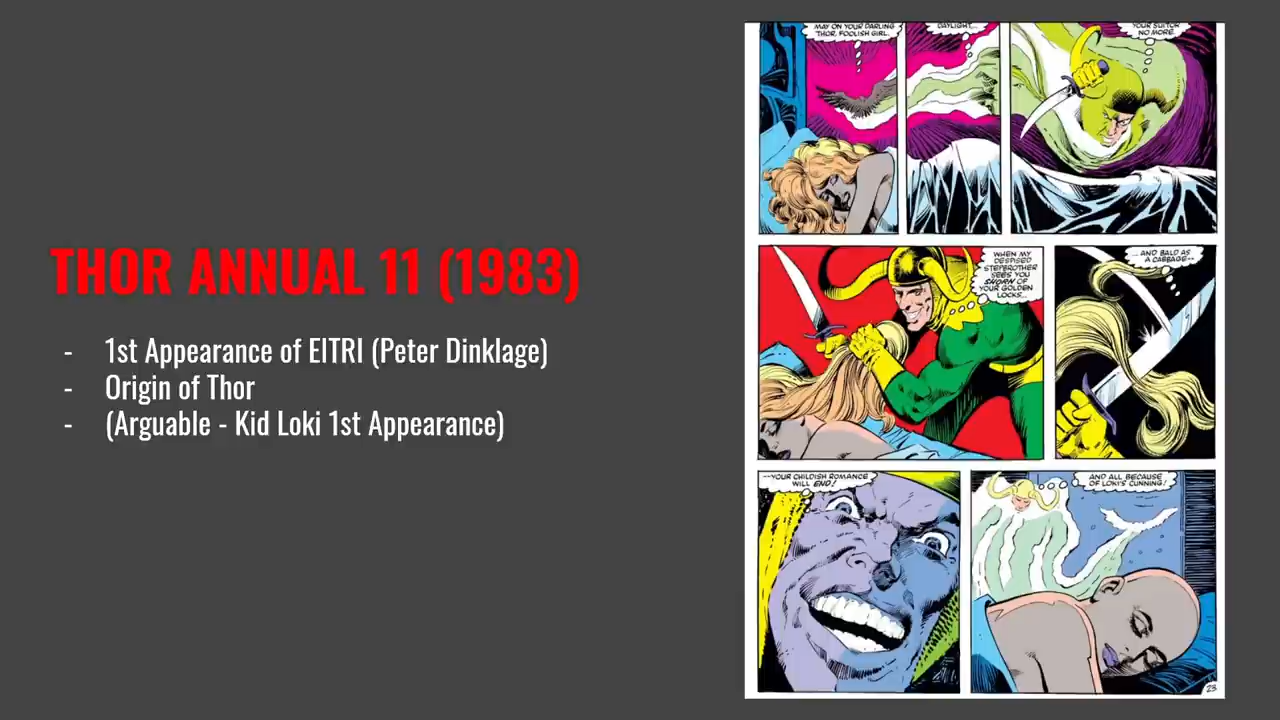 THOR ANNUAL 11 (1983)
- 1st Appearance of EITRI (Peter Dinklage)
- Origin of Thor
- (Arguable - Kid Loki 1st Appearance)
MAY ON YOUR DARLING
THOR, FOOLISH GIRL.
DAYLIGHT...
YOUR SUITOR
NO MORE.
WHEN MY
DESPISED
STEPBROTHER
SEES YOU
SHORN OF
YOUR GOLDEN
LOCKS...
...AND BALD AS
A CABBAGE--
--YOUR CHILDISH ROMANCE
WILL END!
AND ALL BECAUSE
OF LOKI'S CUNNING!
23